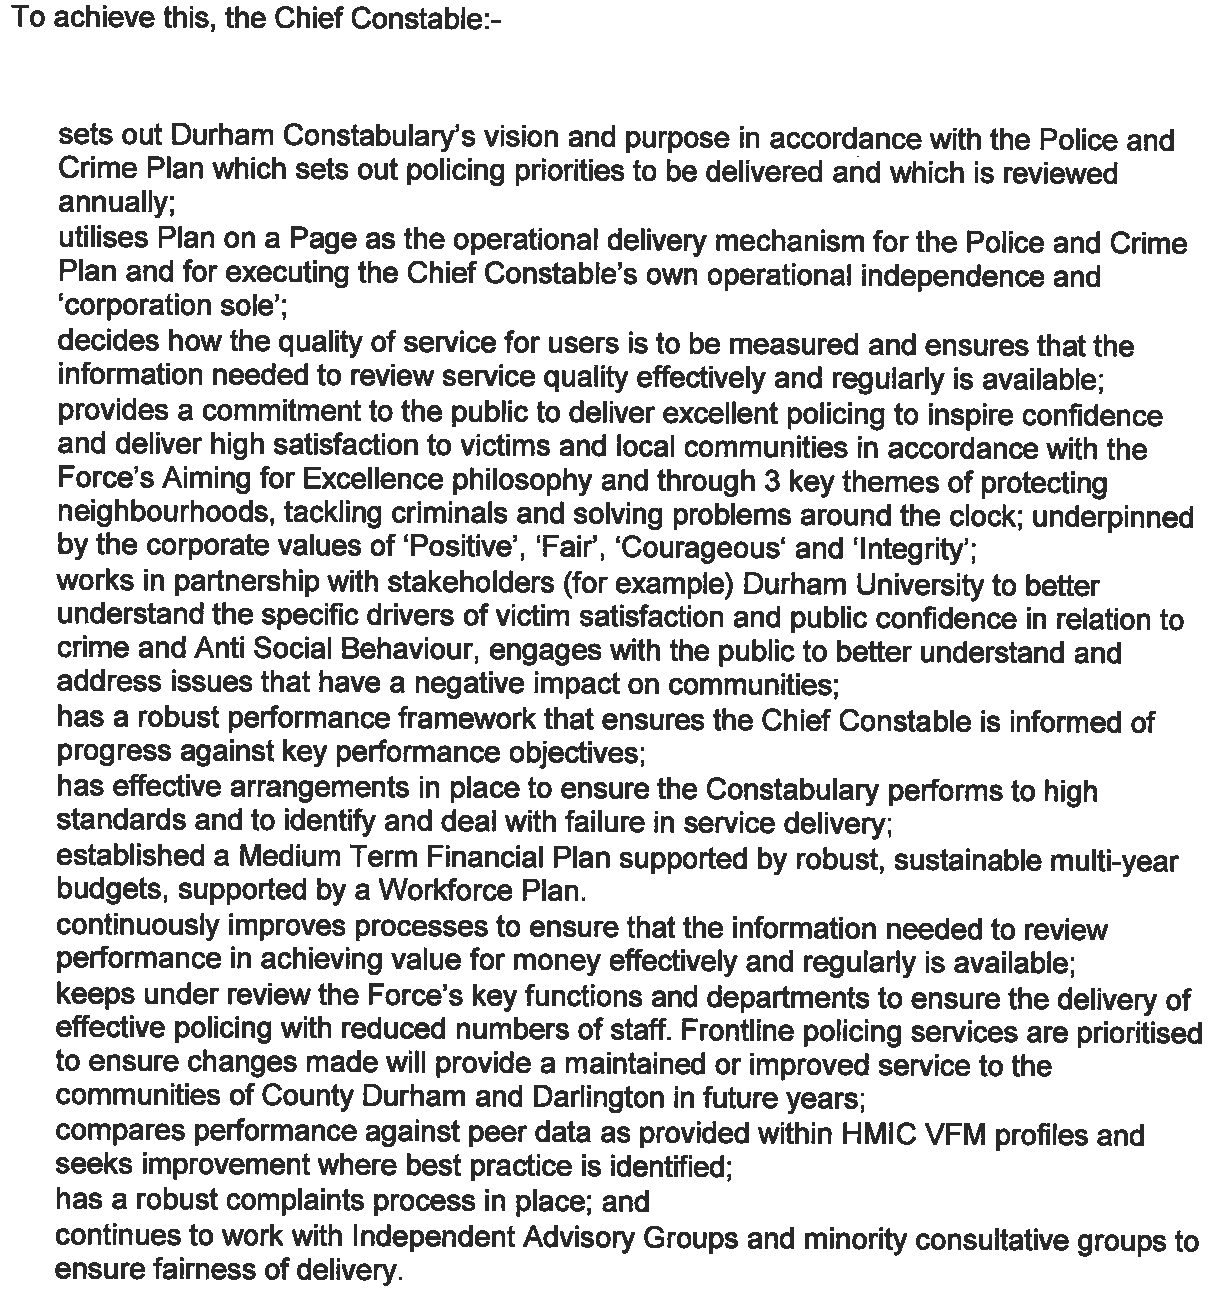 To achieve this, the Chief Constable:-
sets out Durham Constabulary's vision and purpose in accordance with the Police and
Crime Plan which sets out policing priorities to be delivered and which is reviewed
annually;
utilises Plan on a Page as the operational delivery mechanism for the Police and Crime
Plan and for executing the Chief Constable's own operational independence and
‘corporation sole’;
decides how the quality of service for users is to be measured and ensures that the
information needed to review service quality effectively and regularly is available;
provides a commitment to the public to deliver excellent policing to inspire confidence
and deliver high satisfaction to victims and local communities in accordance with the
Force's Aiming for Excellence philosophy and through 3 key themes of protecting
neighbourhoods, tackling criminals and solving problems around the clock; underpinned
by the corporate values of ‘Positive’, ‘Fair’, ‘Courageous‘ and ‘Integrity’;
works in partnership with stakeholders (for example) Durham University to better
understand the specific drivers of victim satisfaction and public confidence in relation to
crime and Anti Social Behaviour, engages with the public to better understand and
address issues that have a negative impact on communities;
has a robust performance framework that ensures the Chief Constable is informed of
progress against key performance objectives;
has effective arrangements in place to ensure the Constabulary performs to high
standards and to identify and deal with failure in service delivery;
established a Medium Term Financial Plan supported by robust, sustainable multi-year
budgets, supported by a Workforce Plan.
continuously improves processes to ensure that the information needed to review
performance in achieving value for money effectively and regularly is available;
keeps under review the Force's key functions and departments to ensure the delivery of
effective policing with reduced numbers of staff. Frontline policing services are prioritised
to ensure changes made will provide a maintained or improved service to the
communities of County Durham and Darlington in future years;
compares performance against peer data as provided within HMIC VFM profiles and
seeks improvement where best practice is identified;
has a robust complaints process in place; and
continues to work with Independent Advisory Groups and minority consultative groups to
ensure fairness of delivery.